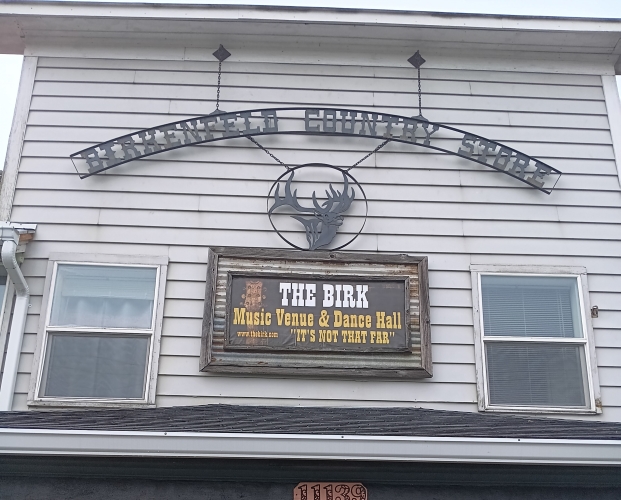 BIRKENFELD COUNTRY STORE
THE BIRK
Music Venue & Dance Hall
www.thebirk.com "IT'S NOT THAT FAR"
11139